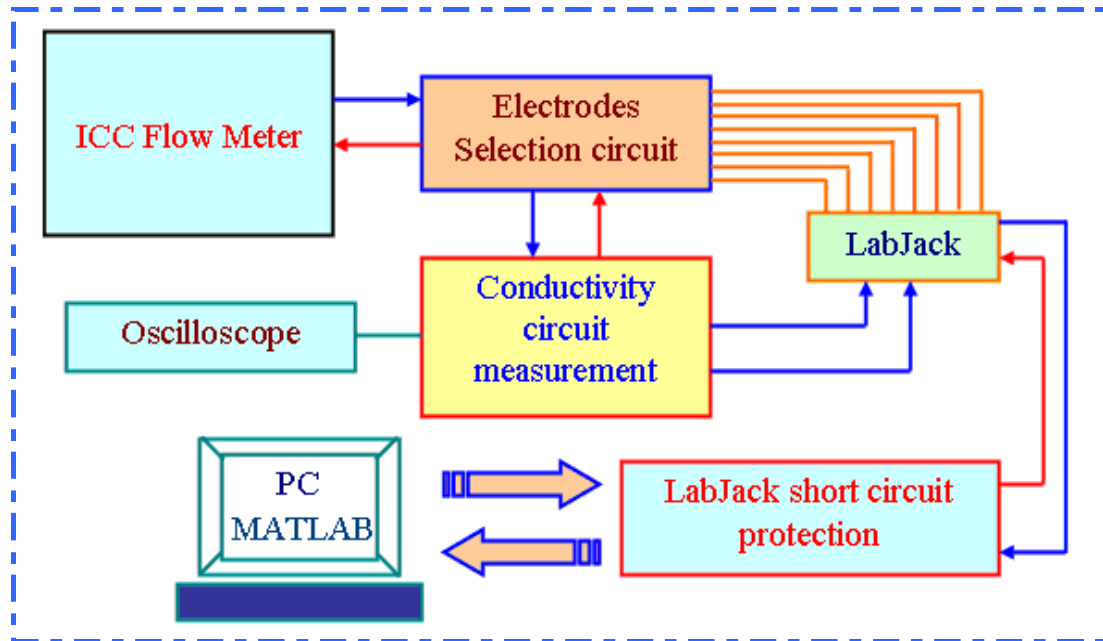 ICC Flow Meter
Electrodes
Selection circuit
LabJack
Conductivity
circuit
measurement
Oscilloscope
PC
MATLAB
LabJack short circuit
protection